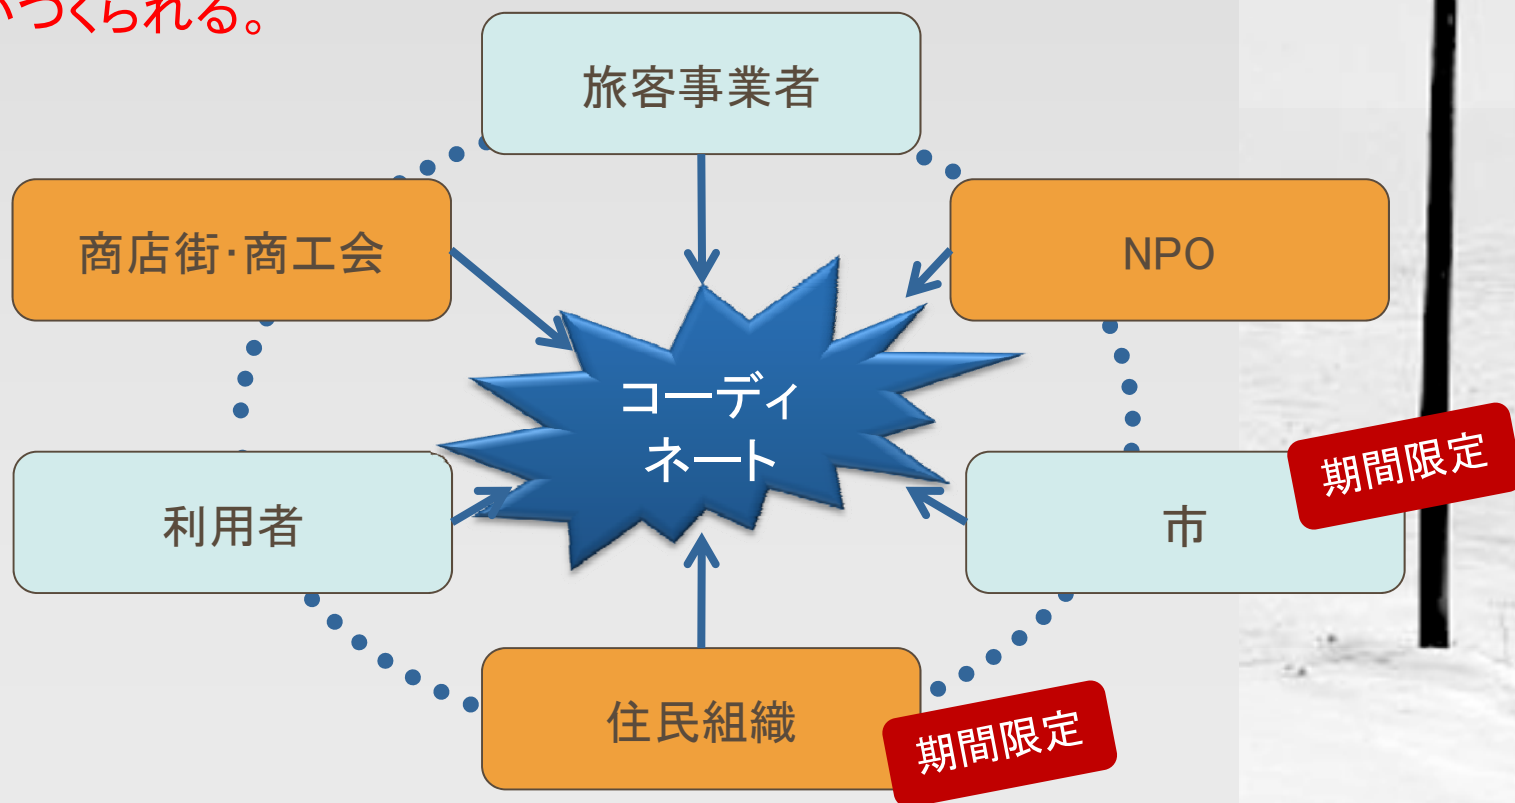 つくられる。
旅客事業者
商店街・商工会
NPO
コーディ
ネート
利用者
市
期間限定
住民組織
期間限定